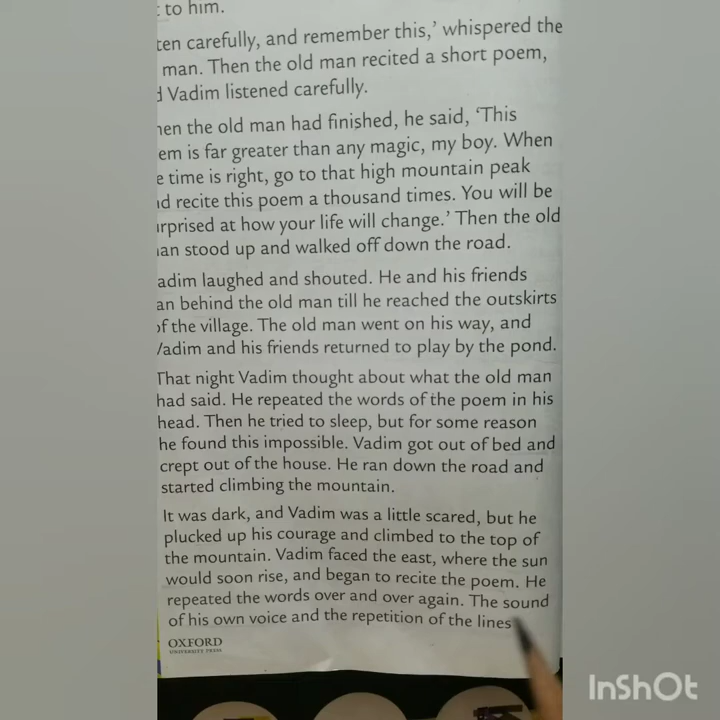 to him.
ten carefully, and remember this,' whispered the
man. Then the old man recited a short poem,
d Vadim listened carefully.
hen the old man had finished, he said, 'This
em is far greater than any magic, my boy. When
e time is right, go to that high mountain peak
nd recite this poem a thousand times. You will be
urprised at how your life will change.' Then the old
an stood up and walked off down the road.
adim laughed and shouted. He and his friends
an behind the old man till he reached the outskirts
of the village. The old man went on his way, and
Vadim and his friends returned to play by the pond.
That night Vadim thought about what the old man
had said. He repeated the words of the poem in his
head. Then he tried to sleep, but for some reason
he found this impossible. Vadim got out of bed and
crept out of the house. He ran down the road and
started climbing the mountain.
It was dark, and Vadim was a little scared, but he
plucked up his courage and climbed to the top of
the mountain. Vadim faced the east, where the sun
would soon rise, and began to recite the poem. He
repeated the words over and over again. The sound
of his own voice and the repetition of the lines
OXFORD
UNIVERSITY PRESS
InShOt